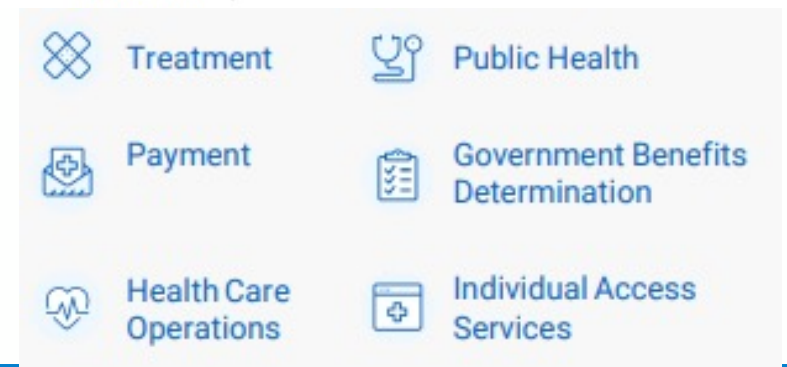 Treatment
Public Health
Payment
Government Benefits
Determination
Health Care
Operations
Individual Access
Services